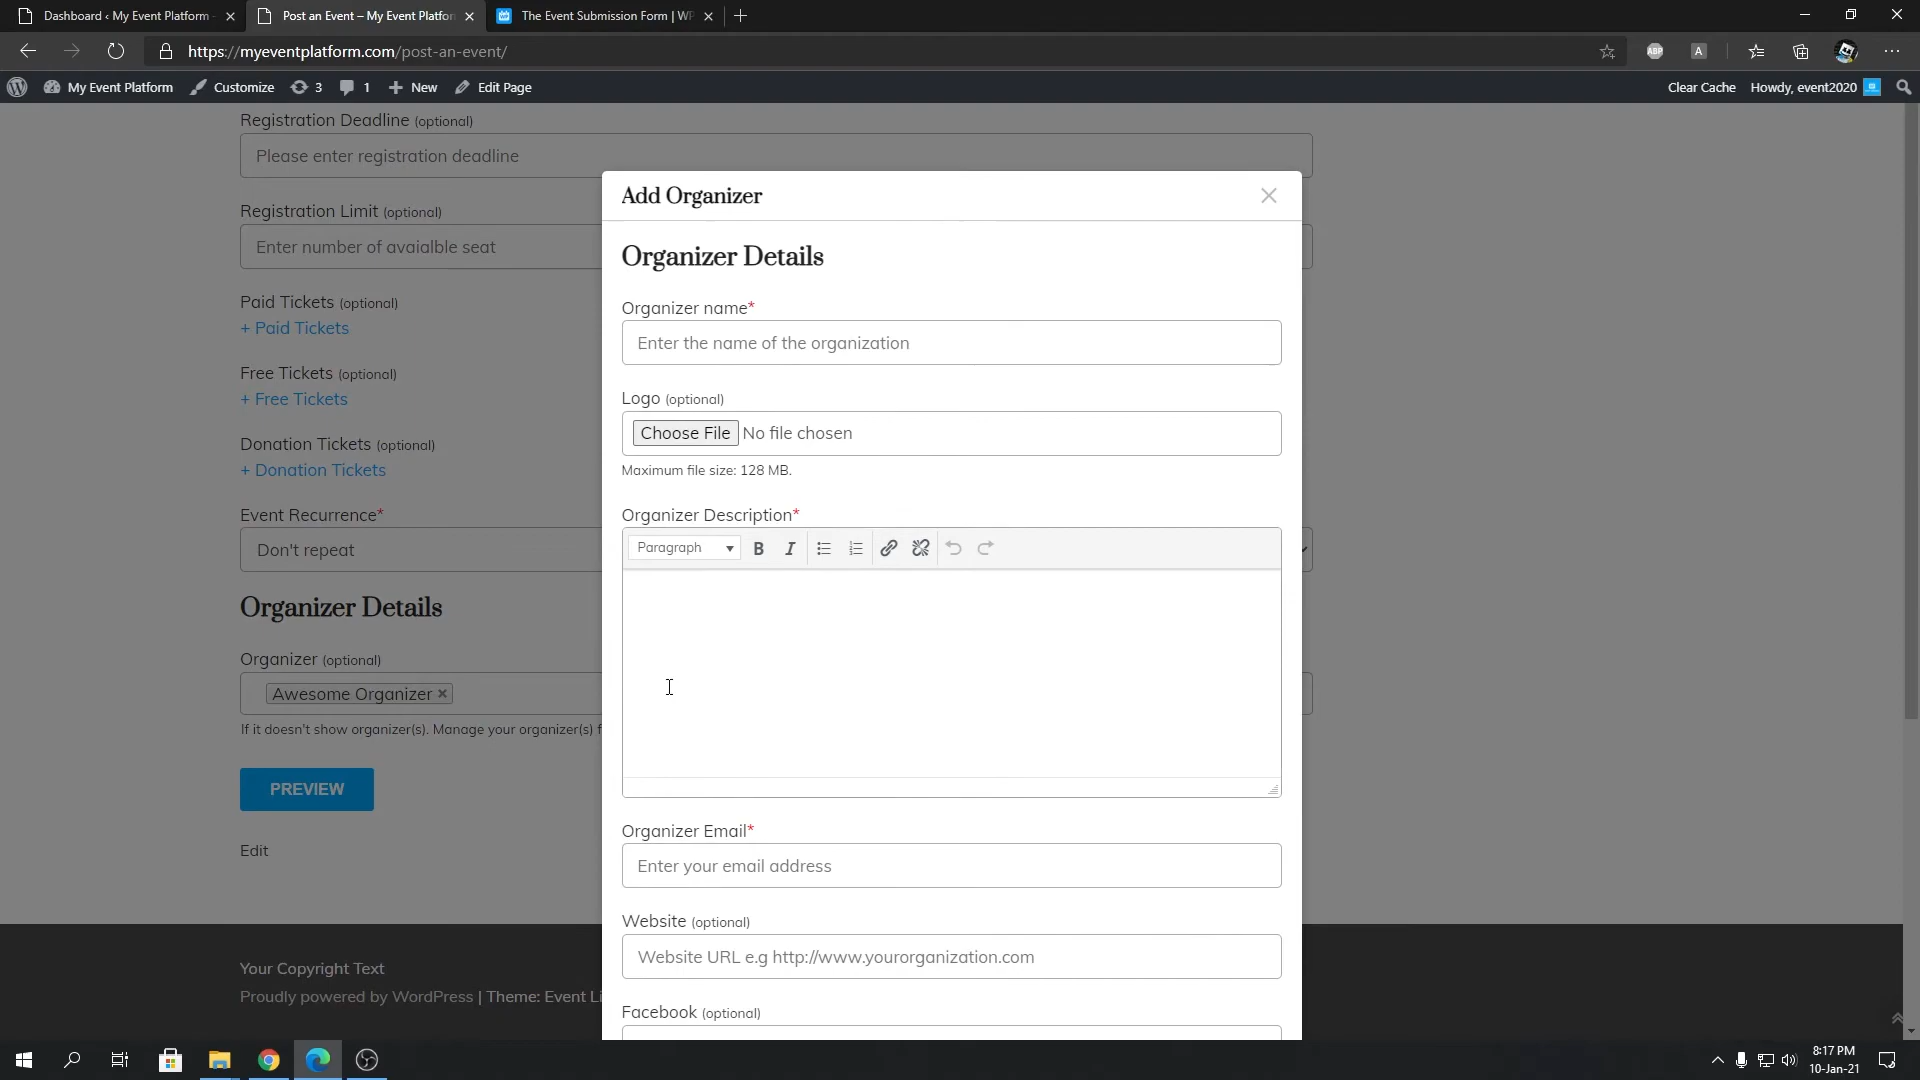 Dashboard ‹ My Event Platform -
Post an Event – My Event Platfor
The Event Submission Form | WP
https://myeventplatform.com/post-an-event/
ABP
A
My Event Platform
Customize
3
1
New
Edit Page
Clear Cache
Howdy, event2020
Registration Deadline (optional)
Please enter registration deadline
Registration Limit (optional)
Enter number of avaialble seat
Paid Tickets (optional)
+ Paid Tickets
Free Tickets (optional)
+ Free Tickets
Donation Tickets (optional)
+ Donation Tickets
Event Recurrence*
Don't repeat
Organizer Details
Organizer (optional)
Awesome Organizer ×
If it doesn't show organizer(s). Manage your organizer(s) f
PREVIEW
Edit
Your Copyright Text
Proudly powered by WordPress | Theme: Event Li
Add Organizer
Organizer Details
Organizer name*
Enter the name of the organization
Logo (optional)
Choose File No file chosen
Maximum file size: 128 MB.
Organizer Description*
Paragraph
B
I
Organizer Email*
Enter your email address
Website (optional)
Website URL e.g http://www.yourorganization.com
Facebook (optional)
8:17 PM
10-Jan-21